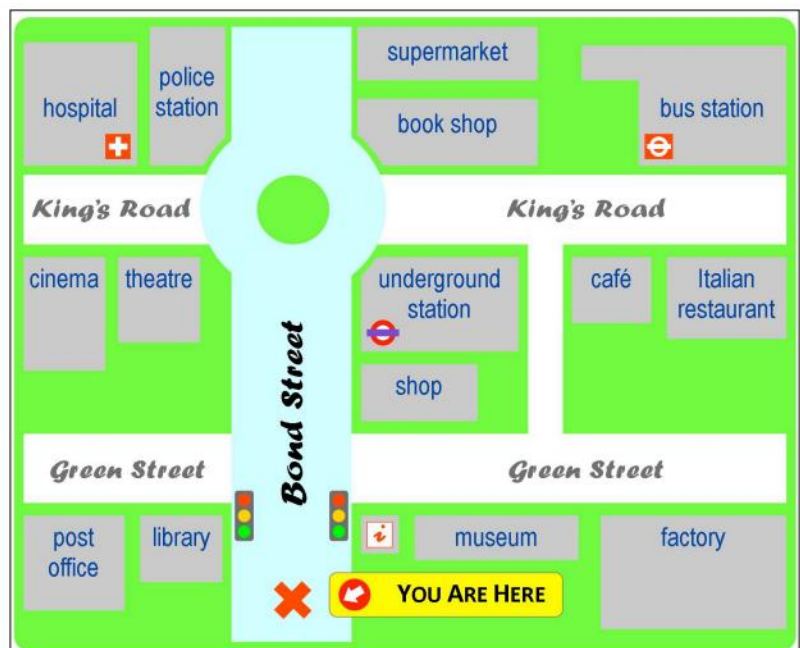 supermarket
police
station
hospital
book shop
bus station
King's Road
King's Road
cinema
theatre
underground
station
café
Italian
restaurant
shop
Bond Street
Green Street
Green Street
post
office
library
i
museum
factory
YOU ARE HERE